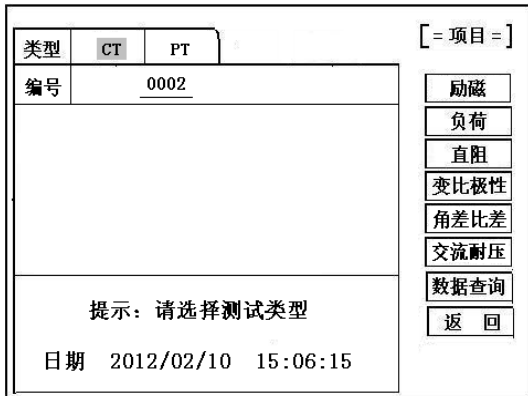 类型 CT PT
编号 0002
提示：请选择测试类型
日期 2012/02/10 15:06:15
[= 项目 =]
励磁
负荷
直阻
变比极性
角差比差
交流耐压
数据查询
返 回